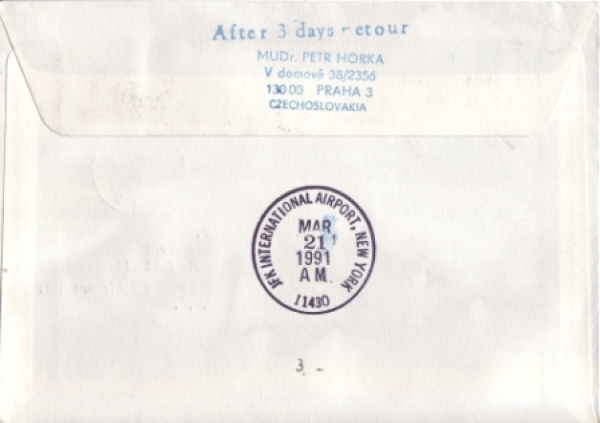 After 3 days retour
MUDr. PETR HORKA
V domově 38/2356
130 00 PRAHA 3
CZECHOSLOVAKIA
JFK INTERNATIONAL AIRPORT, NEW YORK
MAR
21
1991
A M.
11430
3 -